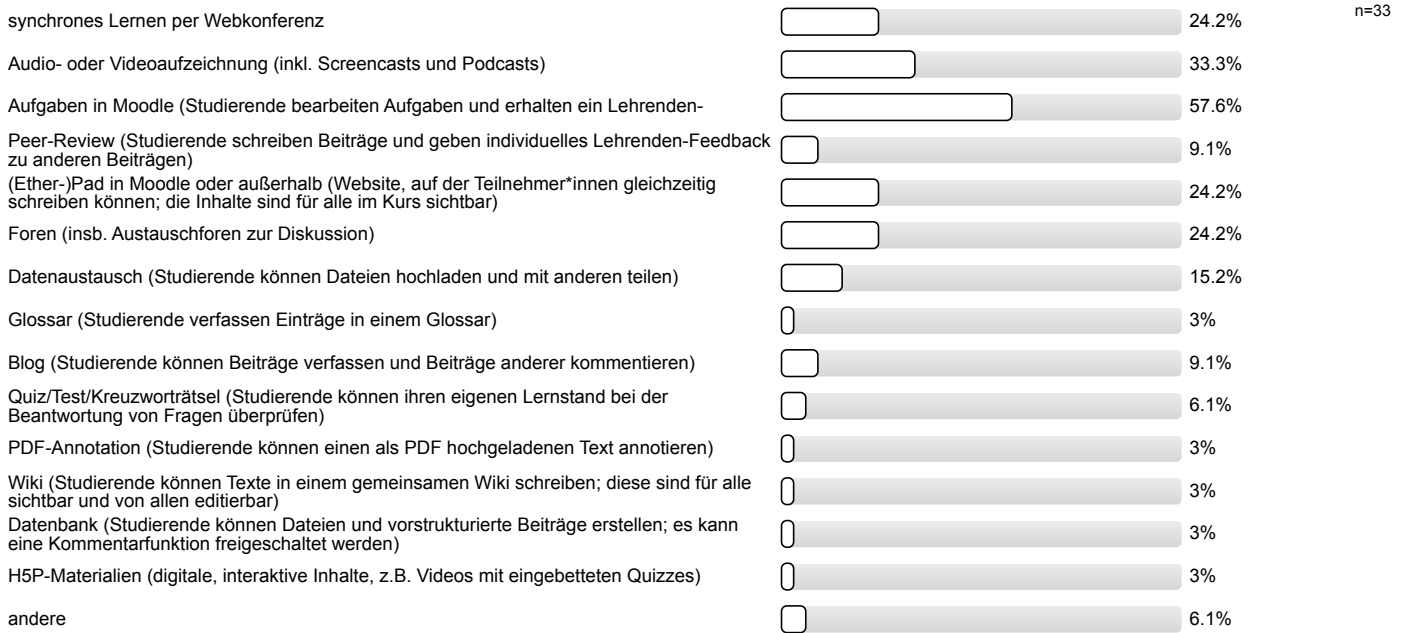 synchrones Lernen per Webkonferenz 24.2% n=33
Audio- oder Videoaufzeichnung (inkl. Screencasts und Podcasts) 33.3%
Aufgaben in Moodle (Studierende bearbeiten Aufgaben und erhalten ein Lehrenden- 57.6%
Peer-Review (Studierende schreiben Beiträge und geben individuelles Lehrenden-Feedback
zu anderen Beiträgen) 9.1%
(Ether-)Pad in Moodle oder außerhalb (Website, auf der Teilnehmer*innen gleichzeitig
schreiben können; die Inhalte sind für alle im Kurs sichtbar) 24.2%
Foren (insb. Austauschforen zur Diskussion) 24.2%
Datenaustausch (Studierende können Dateien hochladen und mit anderen teilen) 15.2%
Glossar (Studierende verfassen Einträge in einem Glossar) 3%
Blog (Studierende können Beiträge verfassen und Beiträge anderer kommentieren) 9.1%
Quiz/Test/Kreuzworträtsel (Studierende können ihren eigenen Lernstand bei der
Beantwortung von Fragen überprüfen) 6.1%
PDF-Annotation (Studierende können einen als PDF hochgeladenen Text annotieren) 3%
Wiki (Studierende können Texte in einem gemeinsamen Wiki schreiben; diese sind für alle
sichtbar und von allen editierbar) 3%
Datenbank (Studierende können Dateien und vorstrukturierte Beiträge erstellen; es kann
eine Kommentarfunktion freigeschaltet werden) 3%
H5P-Materialien (digitale, interaktive Inhalte, z.B. Videos mit eingebetteten Quizzes) 3%
andere 6.1%